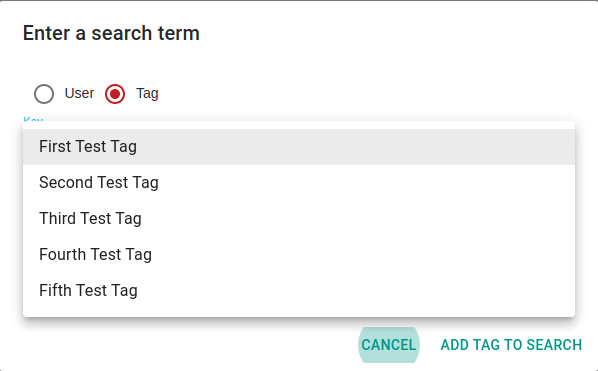 Enter a search term
User Tag
Key
First Test Tag
Second Test Tag
Third Test Tag
Fourth Test Tag
Fifth Test Tag
CANCEL ADD TAG TO SEARCH